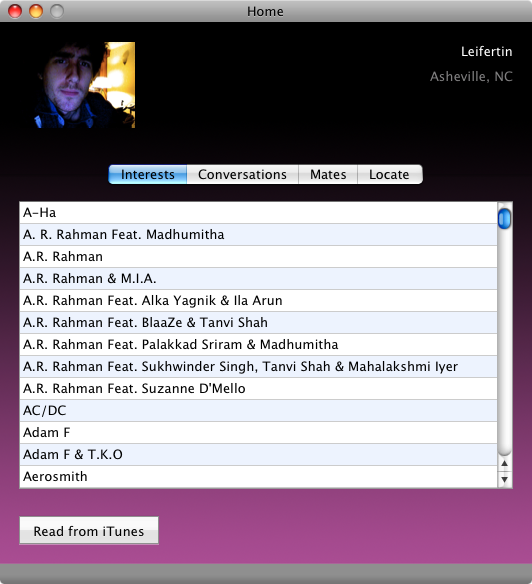 Home
Leifertin
Asheville, NC
Interests Conversations Mates Locate
A-Ha
A. R. Rahman Feat. Madhumitha
A.R. Rahman
A.R. Rahman & M.I.A.
A.R. Rahman Feat. Alka Yagnik & Ila Arun
A.R. Rahman Feat. BlaaZe & Tanvi Shah
A.R. Rahman Feat. Palakkad Sriram & Madhumitha
A.R. Rahman Feat. Sukhwinder Singh, Tanvi Shah & Mahalakshmi Iyer
A.R. Rahman Feat. Suzanne D'Mello
AC/DC
Adam F
Adam F & T.K.O
Aerosmith
Read from iTunes